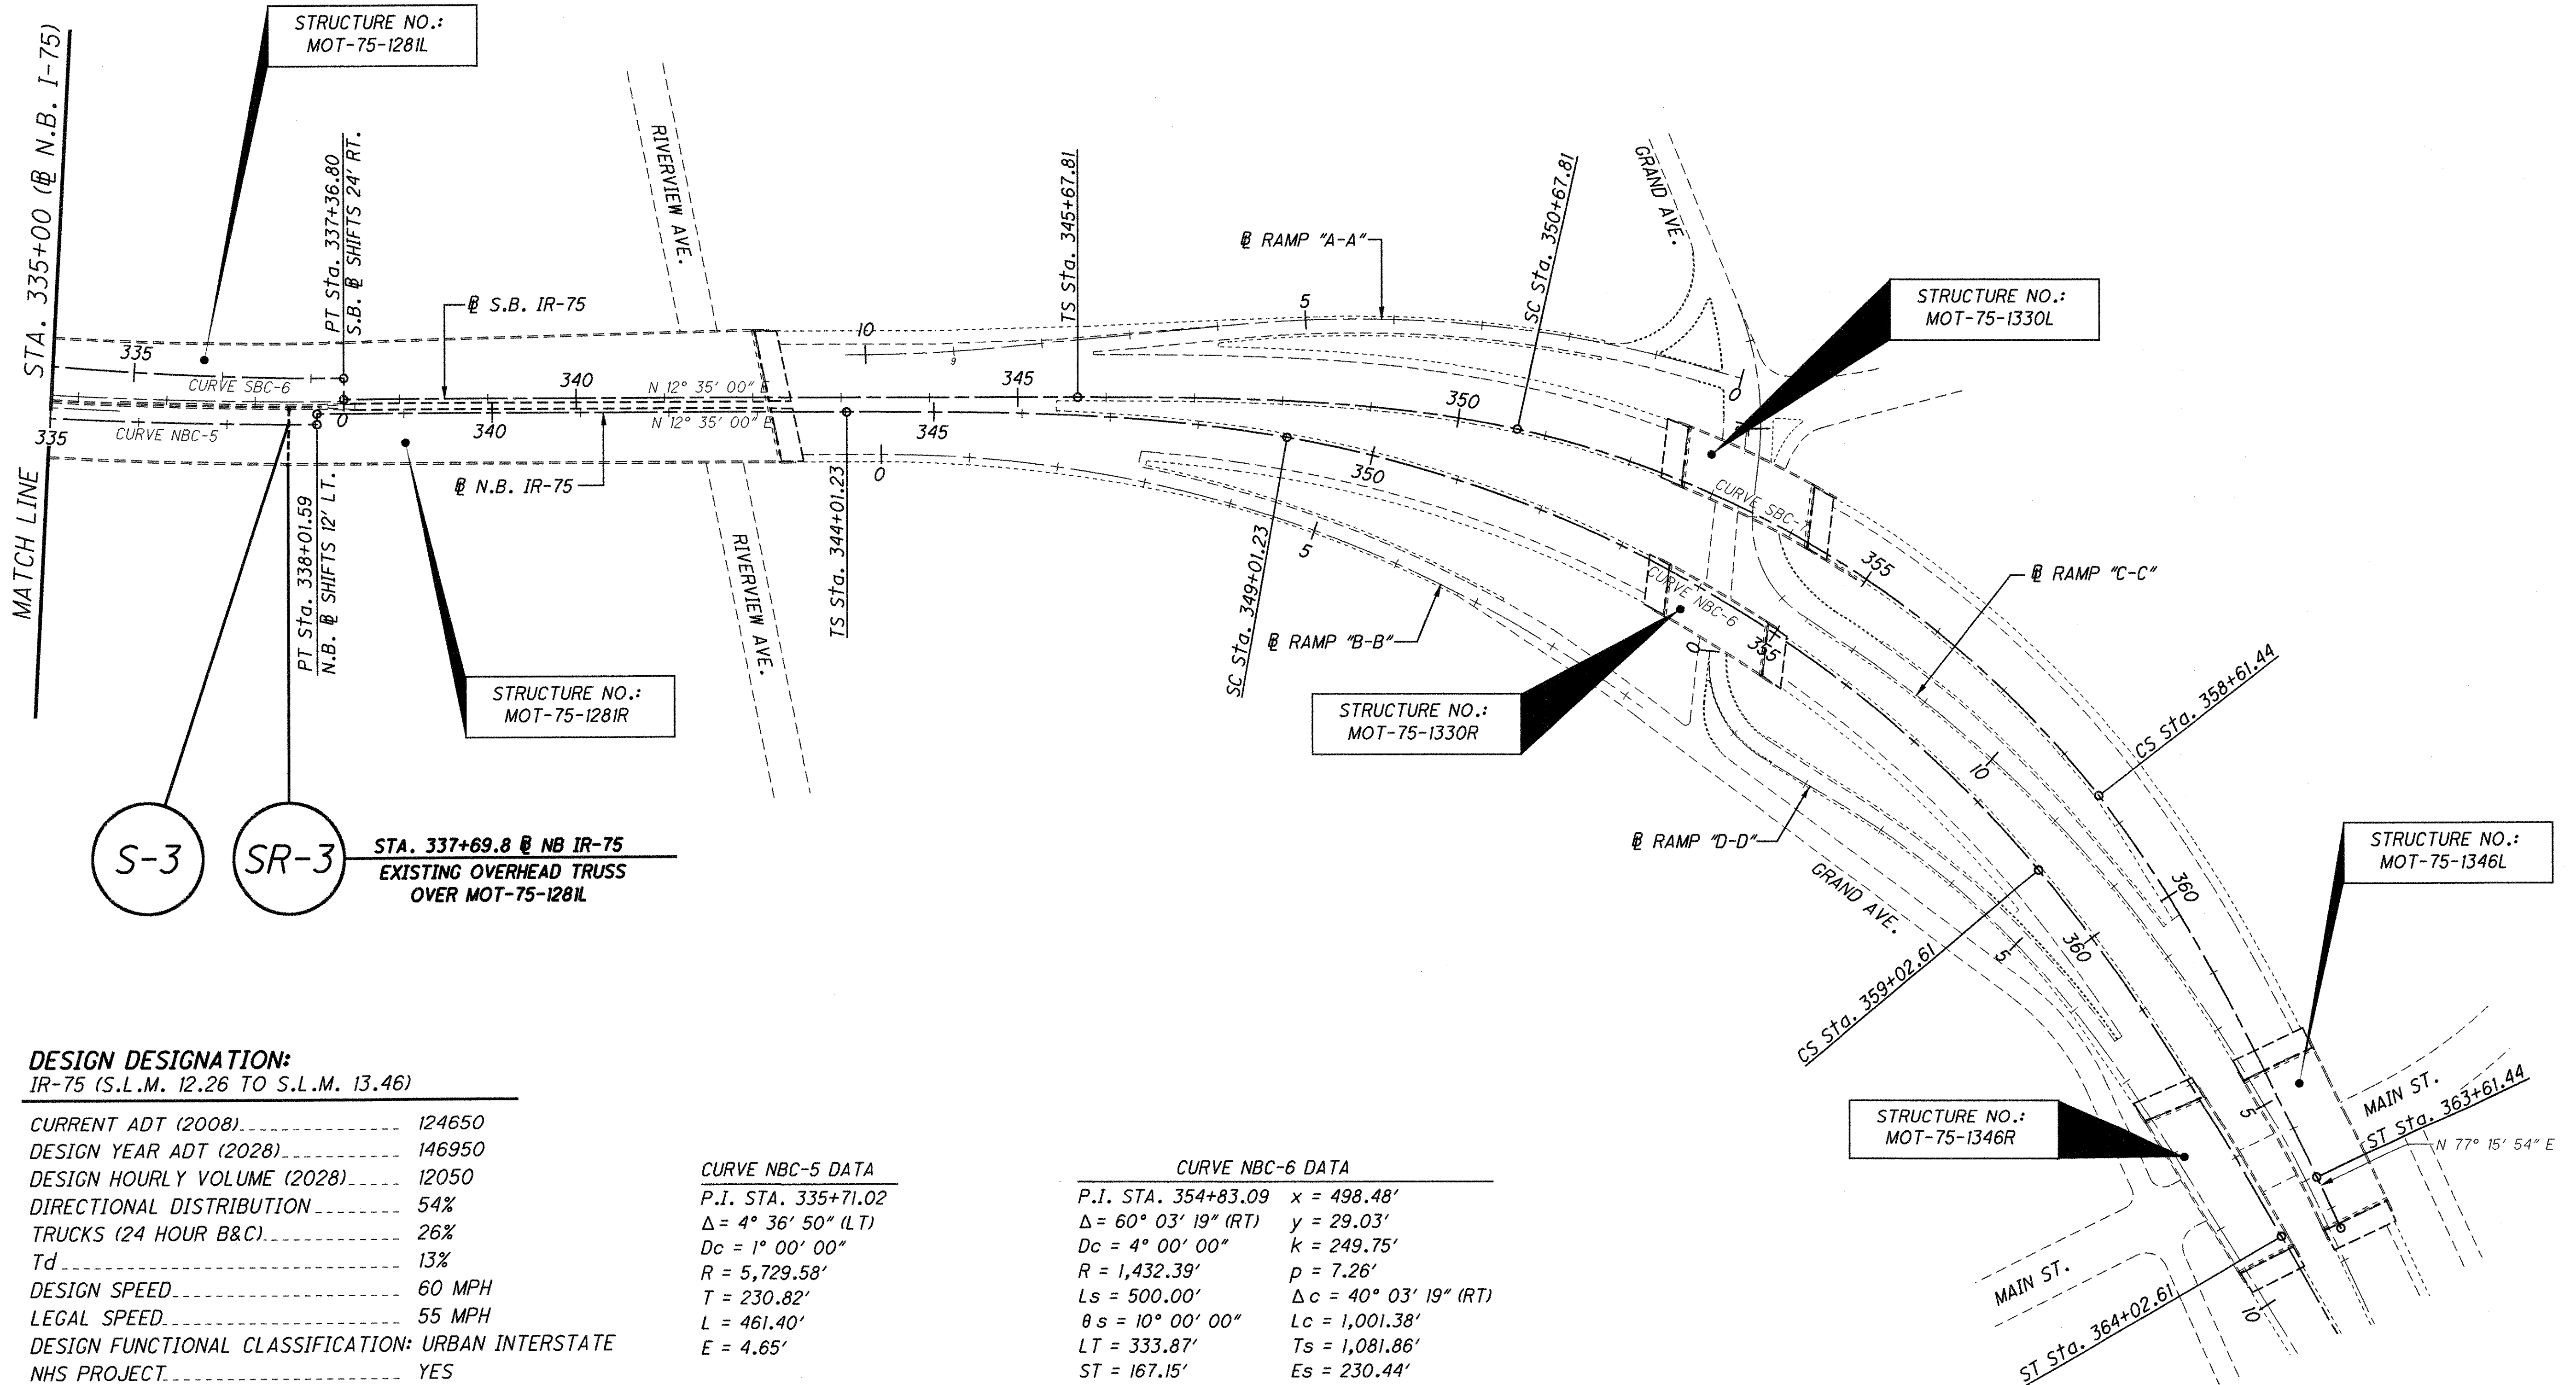 STRUCTURE NO.:
MOT-75-1281L
MATCH LINE STA. 335+00 (℄ N.B. I-75)
PT Sta. 337+36.80
S.B. ℄ SHIFTS 24' RT.
RIVERVIEW AVE.
℄ S.B. IR-75
TS Sta. 345+67.81
℄ RAMP "A-A"
SC Sta. 350+67.81
GRAND AVE.
STRUCTURE NO.:
MOT-75-1330L
335
CURVE SBC-6
340
N 12° 35' 00" E
10
9
5
345
350
0
335
CURVE NBC-5
0
340
N 12° 35' 00" E
345
0
350
5
℄ N.B. IR-75
PT Sta. 338+01.59
N.B. ℄ SHIFTS 12' LT.
RIVERVIEW AVE.
TS Sta. 344+01.23
SC Sta. 349+01.23
℄ RAMP "B-B"
CURVE SBC-7
CURVE NBC-6
355
355
0
℄ RAMP "C-C"
STRUCTURE NO.:
MOT-75-1281R
STRUCTURE NO.:
MOT-75-1330R
CS Sta. 358+61.44
10
℄ RAMP "D-D"
GRAND AVE.
S-3
SR-3
STA. 337+69.8 ℄ NB IR-75
EXISTING OVERHEAD TRUSS
OVER MOT-75-1281L
STRUCTURE NO.:
MOT-75-1346L
360
360
5
CS Sta. 359+02.61
5
MAIN ST.
ST Sta. 363+61.44
N 77° 15' 54" E
STRUCTURE NO.:
MOT-75-1346R
MAIN ST.
10
ST Sta. 364+02.61
DESIGN DESIGNATION:
IR-75 (S.L.M. 12.26 TO S.L.M. 13.46)
CURRENT ADT (2008) 124650
DESIGN YEAR ADT (2028) 146950
DESIGN HOURLY VOLUME (2028) 12050
DIRECTIONAL DISTRIBUTION 54%
TRUCKS (24 HOUR B&C) 26%
Td 13%
DESIGN SPEED 60 MPH
LEGAL SPEED 55 MPH
DESIGN FUNCTIONAL CLASSIFICATION: URBAN INTERSTATE
NHS PROJECT YES
CURVE NBC-5 DATA
P.I. STA. 335+71.02
Δ = 4° 36' 50" (LT)
Dc = 1° 00' 00"
R = 5,729.58'
T = 230.82'
L = 461.40'
E = 4.65'
CURVE NBC-6 DATA
P.I. STA. 354+83.09 x = 498.48'
Δ = 60° 03' 19" (RT) y = 29.03'
Dc = 4° 00' 00" k = 249.75'
R = 1,432.39' p = 7.26'
Ls = 500.00' Δc = 40° 03' 19" (RT)
θs = 10° 00' 00" Lc = 1,001.38'
LT = 333.87' Ts = 1,081.86'
ST = 167.15' Es = 230.44'